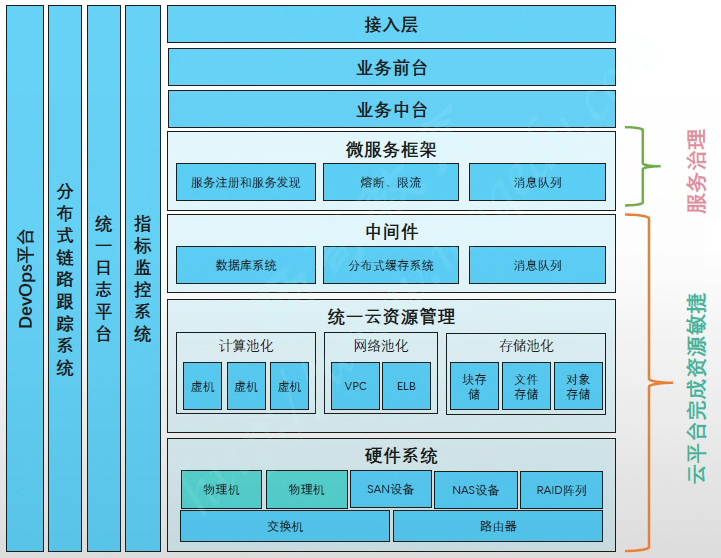 DevOps平台
分布式链路跟踪系统
统一日志平台
指标监控系统
接入层
业务前台
业务中台
微服务框架
服务注册和服务发现
熔断、限流
消息队列
中间件
数据库系统
分布式缓存系统
消息队列
统一云资源管理
计算池化
虚机
虚机
虚机
网络池化
VPC
ELB
存储池化
块存
储
文件
存储
对象
存储
硬件系统
物理机
物理机
SAN设备
NAS设备
RAID阵列
交换机
路由器
服务治理
云平台完成资源敏捷